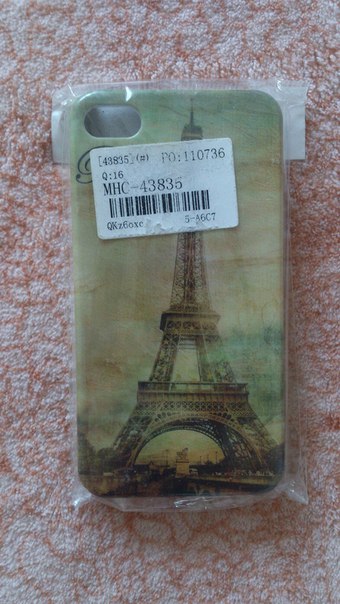 [43835 (#) PO:110736
Q:16
MHC-43835
QKz6oxc 5-A6C7